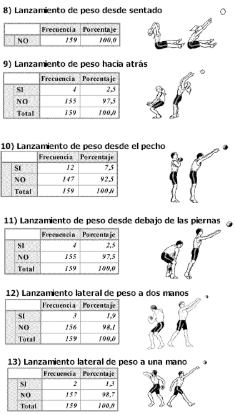 8) Lanzamiento de peso desde sentado
Frecuencia Porcentaje
NO 159 100,0
9) Lanzamiento de peso hacia atrás
Frecuencia Porcentaje
SI 4 2,5
NO 155 97,5
Total 159 100,0
10) Lanzamiento de peso desde el pecho
Frecuencia Porcentaje
SI 12 7,5
NO 147 92,5
Total 159 100,0
11) Lanzamiento de peso desde debajo de las piernas
Frecuencia Porcentaje
SI 4 2,5
NO 155 97,5
Total 159 100,0
12) Lanzamiento lateral de peso a dos manos
Frecuencia Porcentaje
SI 3 1,9
NO 156 98,1
Total 159 100,0
13) Lanzamiento lateral de peso a una mano
Frecuencia Porcentaje
SI 2 1,3
NO 157 98,7
Total 159 100,0